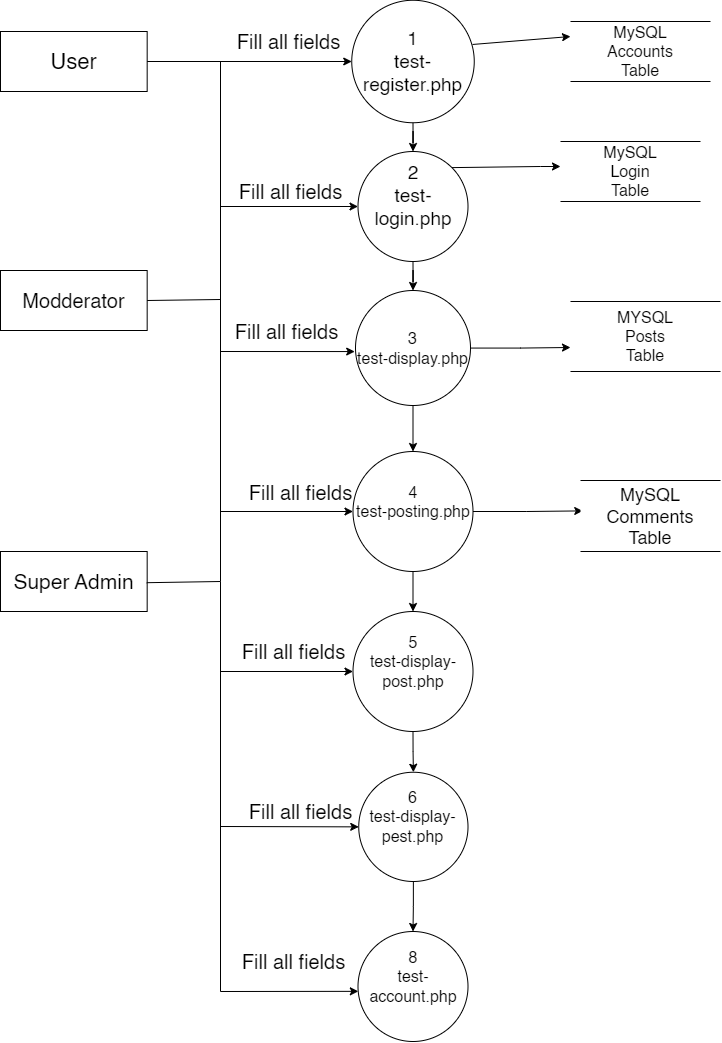 User
Fill all fields
1
test-
register.php
MySQL
Accounts
Table
Fill all fields
2
test-
login.php
MySQL
Login
Table
Modderator
Fill all fields
3
test-display.php
MYSQL
Posts
Table
Fill all fields
4
test-posting.php
MySQL
Comments
Table
Super Admin
Fill all fields
5
test-display-
post.php
Fill all fields
6
test-display-
pest.php
Fill all fields
8
test-
account.php